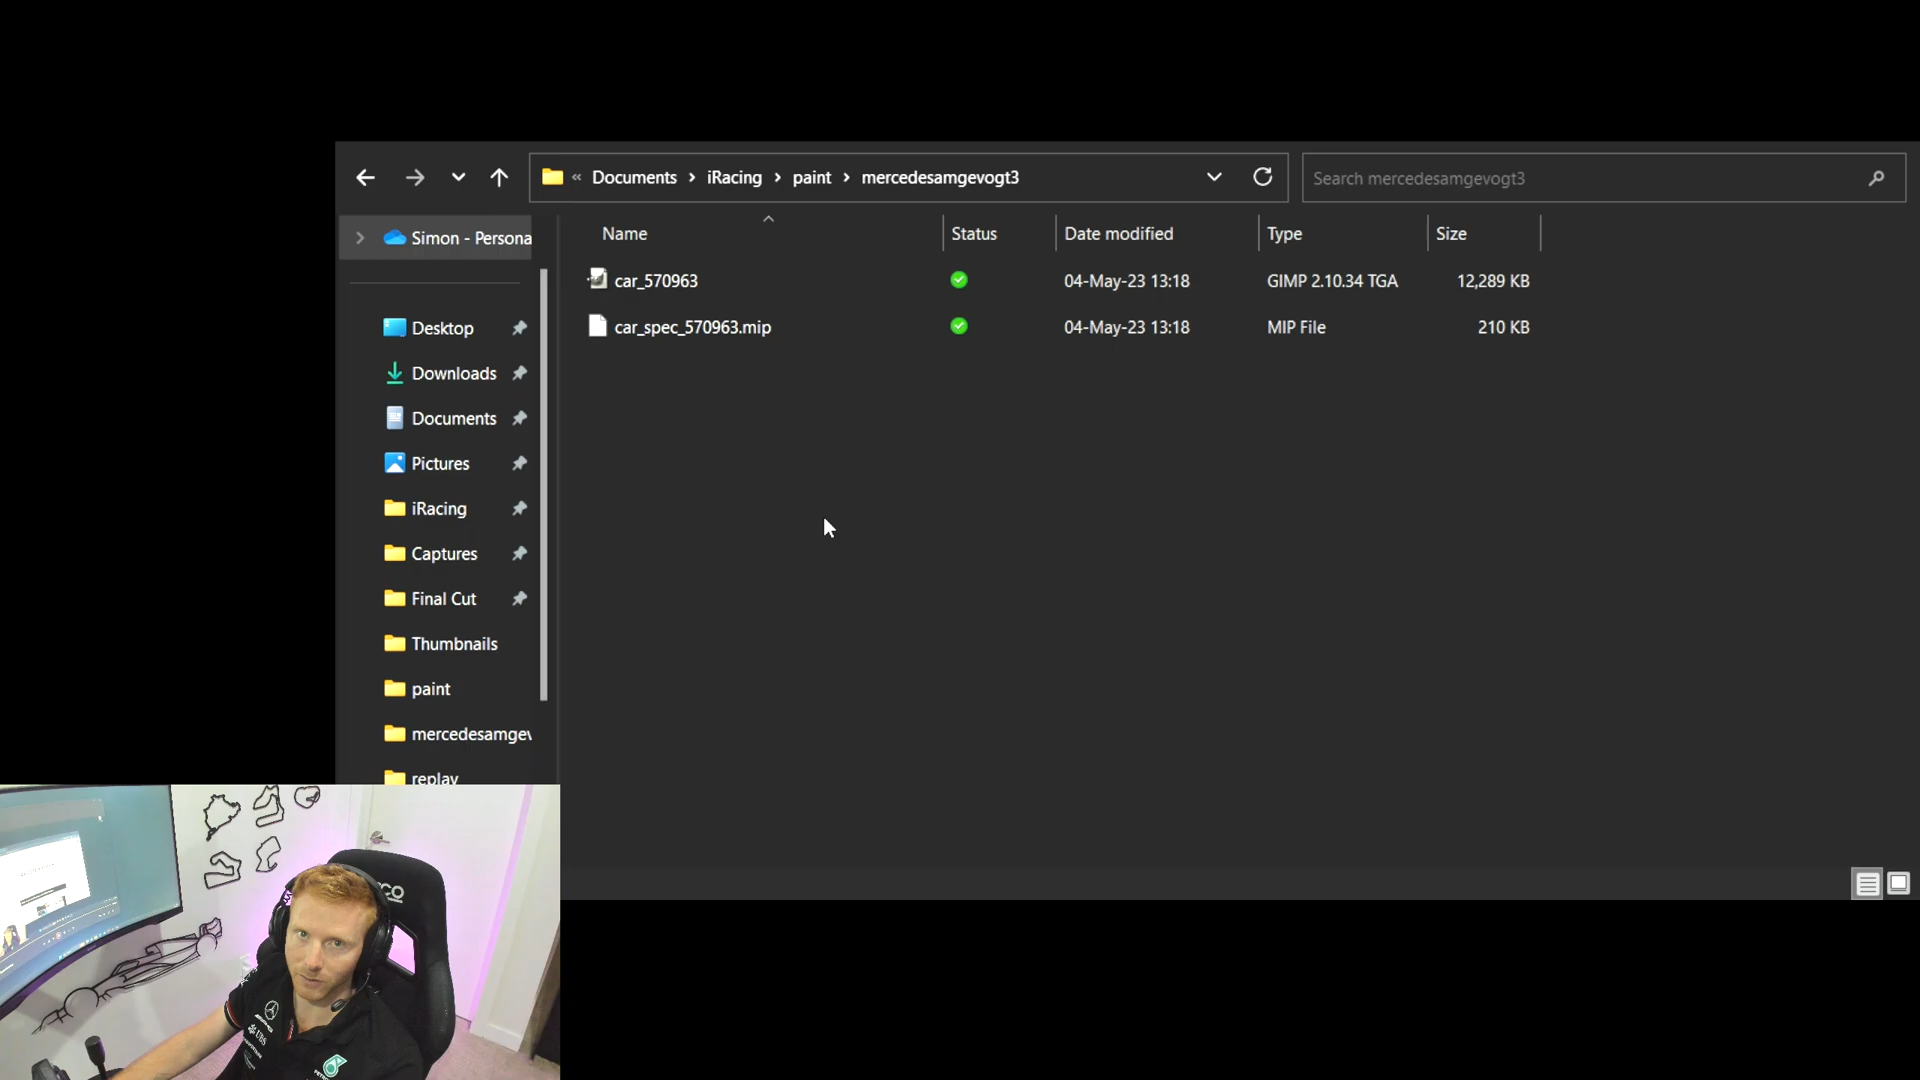 « Documents > iRacing > paint > mercedesamgevogt3
Search mercedesamgevogt3
Simon - Persona
Name Status Date modified Type Size
car_570963 04-May-23 13:18 GIMP 2.10.34 TGA 12,289 KB
car_spec_570963.mip 04-May-23 13:18 MIP File 210 KB
Desktop
Downloads
Documents
Pictures
iRacing
Captures
Final Cut
Thumbnails
paint
mercedesamgev
replay
UBS